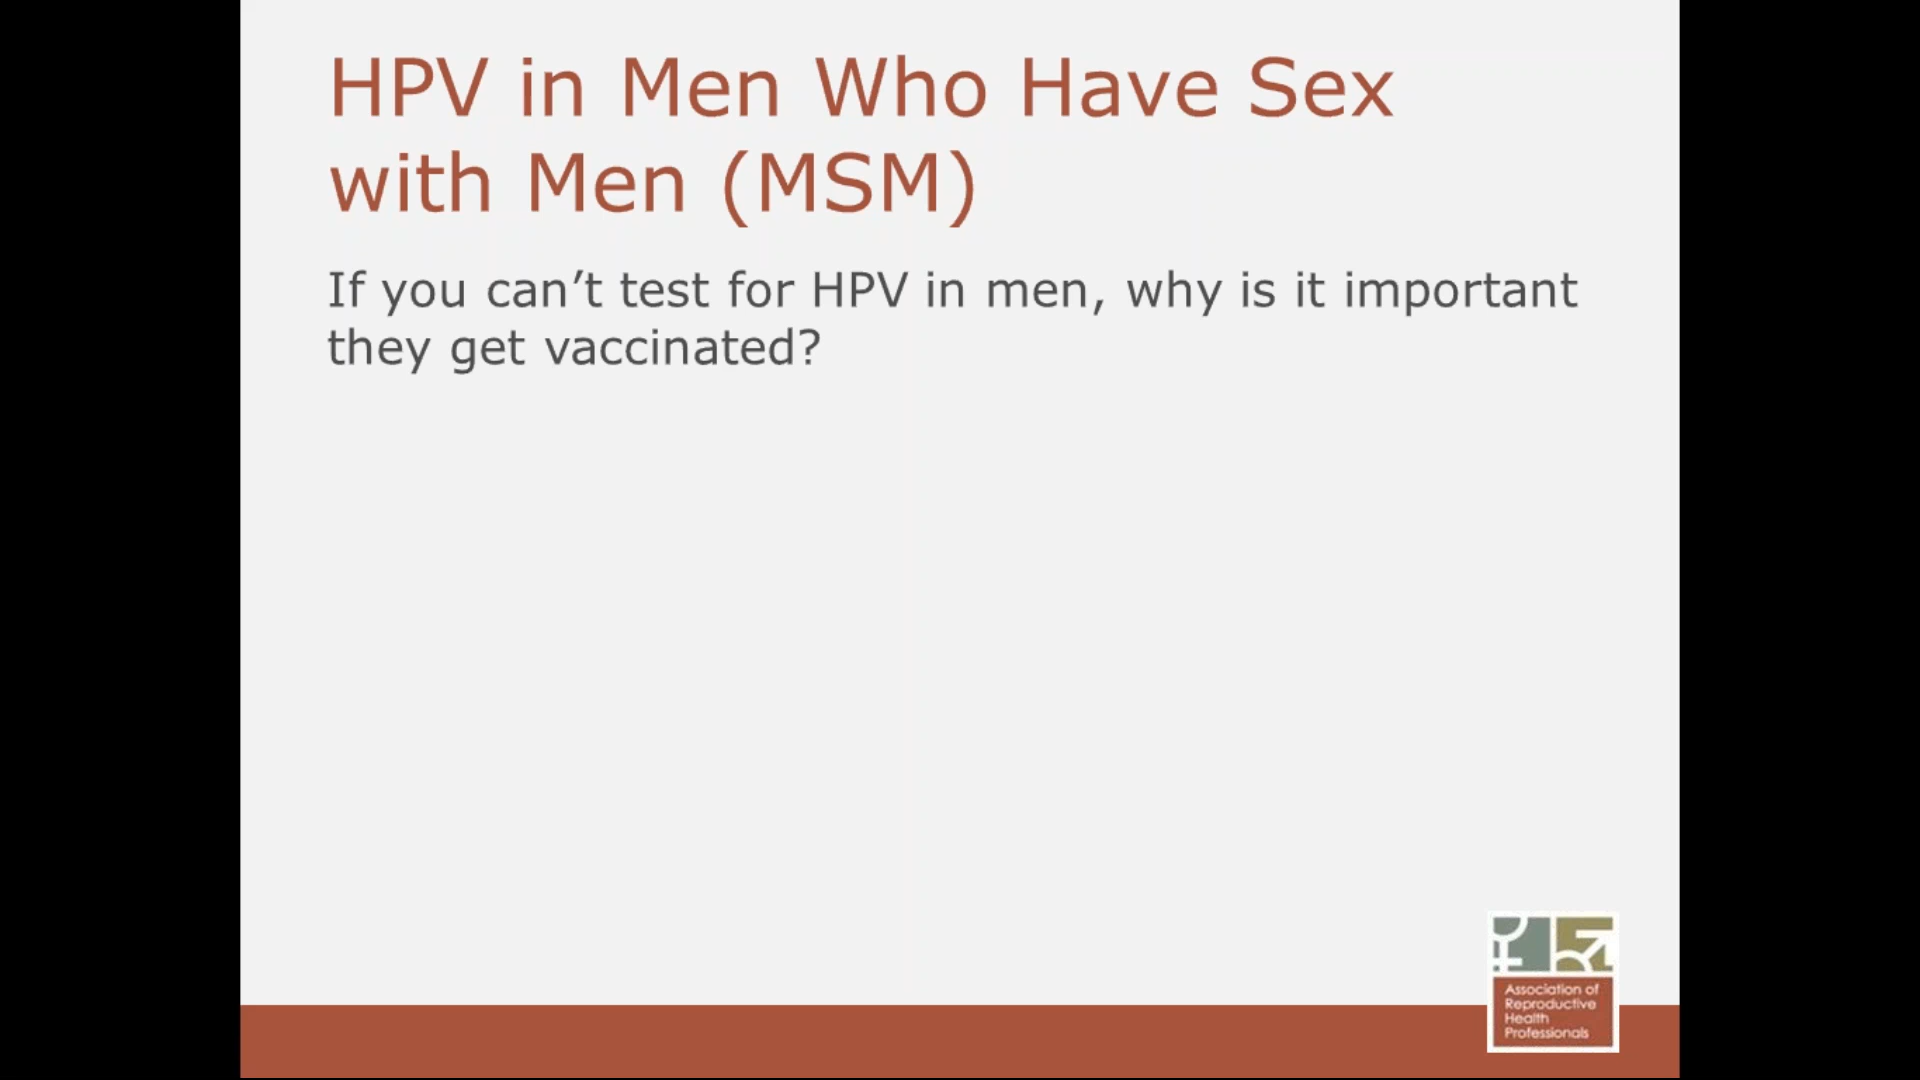 HPV in Men Who Have Sex
with Men (MSM)
If you can’t test for HPV in men, why is it important
they get vaccinated?
Association of
Reproductive
Health
Professionals